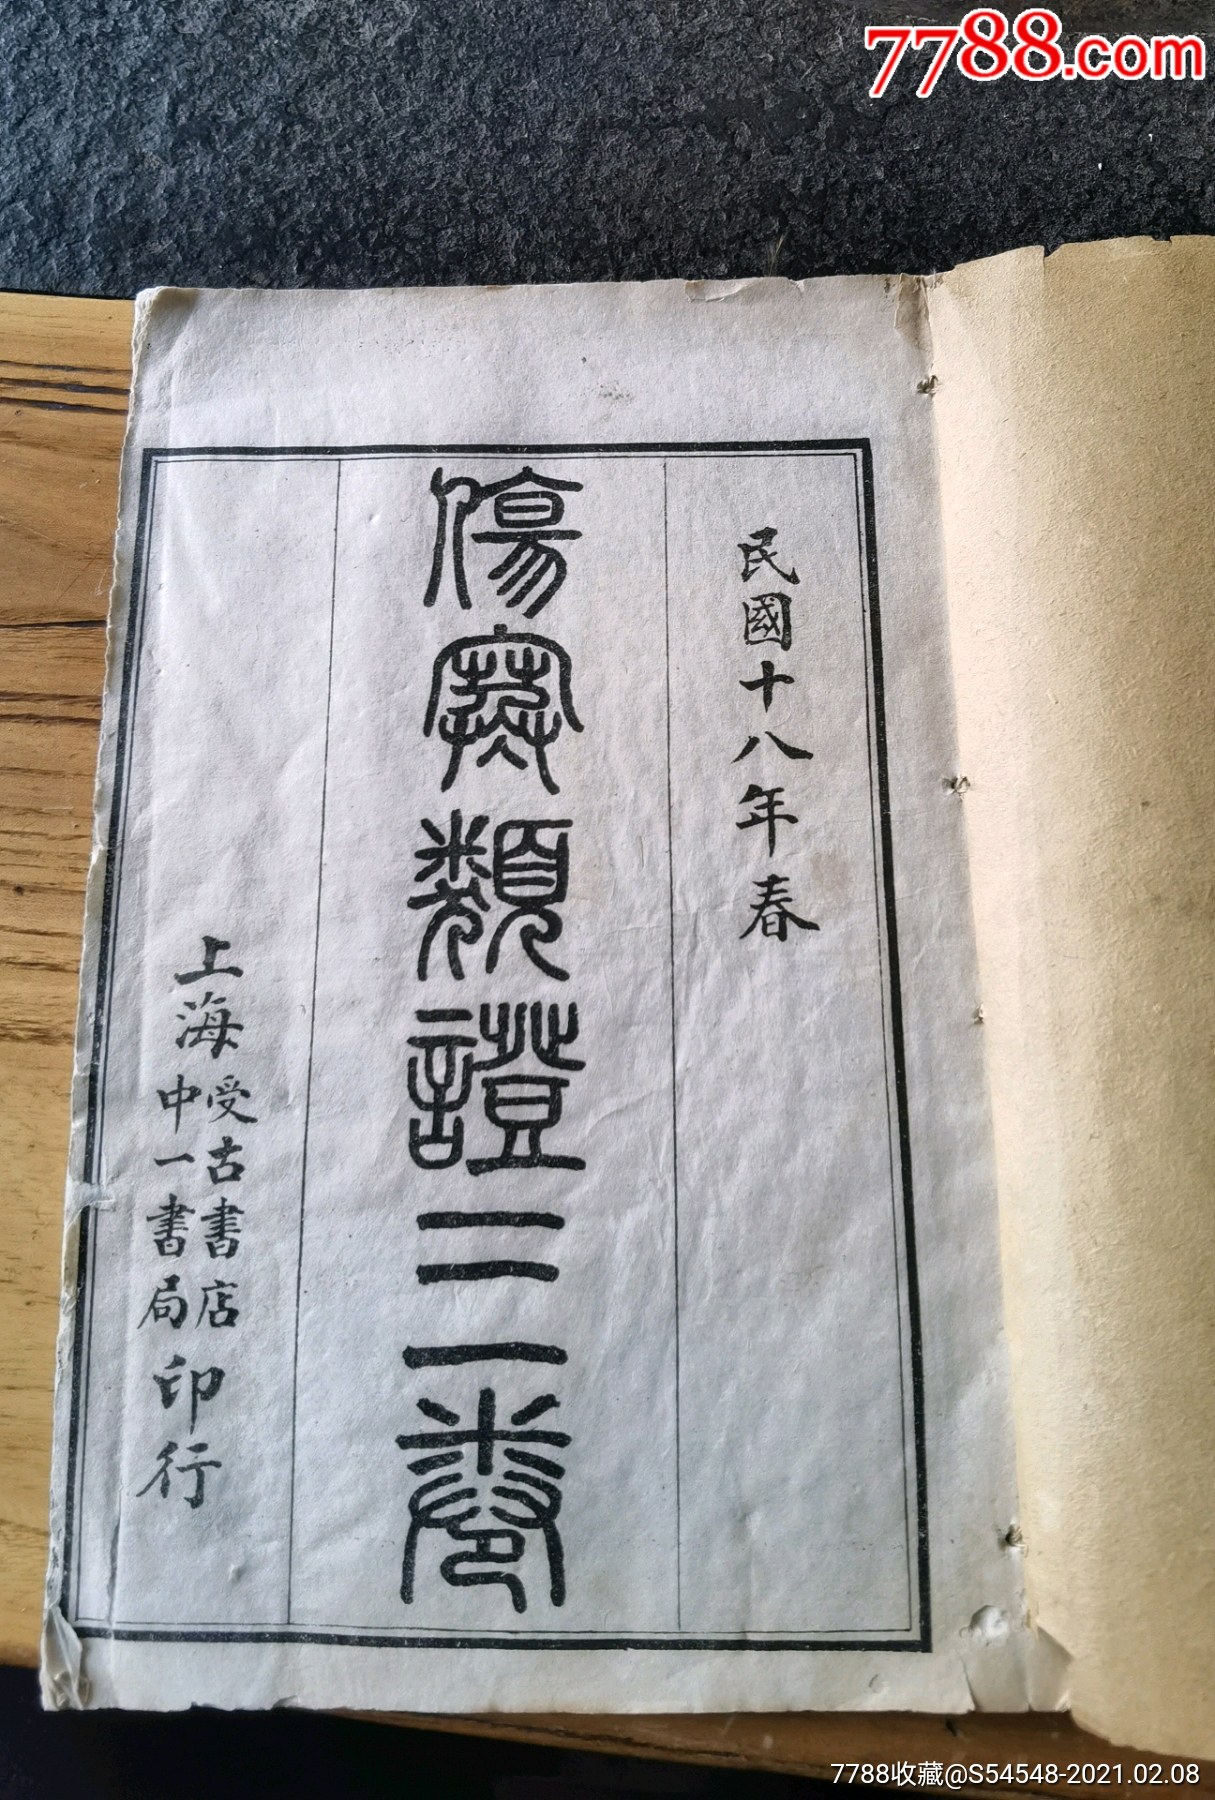 7788.com
民國十八年春
傷寒類證三卷
上海受古書店中一書局印行
7788收藏@S54548-2021.02.08